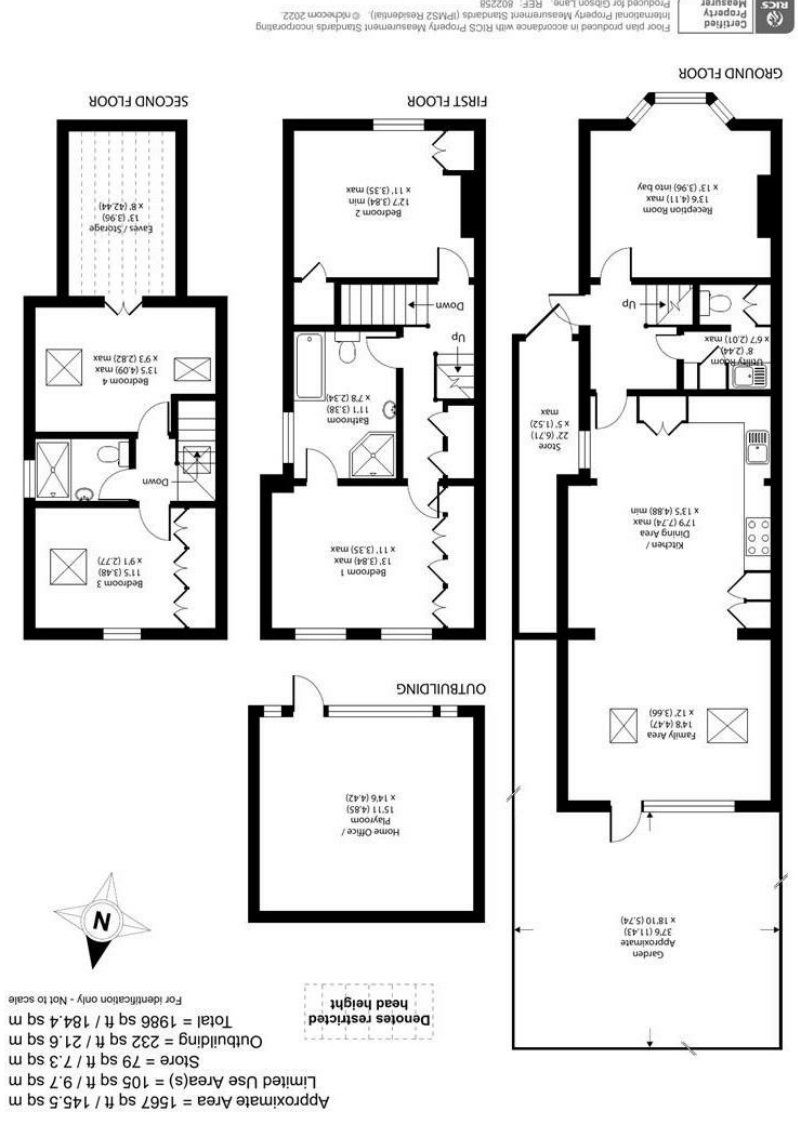 Approximate Area = 1567 sq ft / 145.5 sq m
Limited Use Area(s) = 105 sq ft / 9.7 sq m
Store = 79 sq ft / 7.3 sq m
Outbuilding = 232 sq ft / 21.6 sq m
Total = 1986 sq ft / 184.4 sq m
For identification only - Not to scale
Denotes restricted
head height
N
Garden
Approximate
37'6 (11.43)
x 18'10 (5.74)
Home Office /
Playroom
15'11 (4.85)
x 14'6 (4.42)
OUTBUILDING
Family Area
14'8 (4.47)
x 12' (3.66)
Kitchen /
Dining Area
17'9 (7.74) max
x 13'5 (4.88) min
Store
22' (6.71)
x 5' (1.52)
max
Utility Room
8' (2.44)
x 6'7 (2.01) max
Up
Reception Room
13'6 (4.11) max
x 13' (3.96) into bay
GROUND FLOOR
Bedroom 1
13' (3.84) max
x 11' (3.35) max
Bathroom
11'1 (3.38)
x 7'8 (2.34)
Up
Down
Bedroom 2
12'7 (3.84) min
x 11' (3.35) max
FIRST FLOOR
Bedroom 3
11'5 (3.48)
x 9'1 (2.77)
Down
Bedroom 4
13'5 (4.09) max
x 9'3 (2.82) max
Eaves / Storage
13' (3.96)
x 8' (42.44)
SECOND FLOOR
RICS
Certified
Property
Measurer
Floor plan produced in accordance with RICS Property Measurement Standards incorporating
International Property Measurement Standards (IPMS2 Residential). © nichecom 2022.
Produced for Gibson Lane. REF: 802258